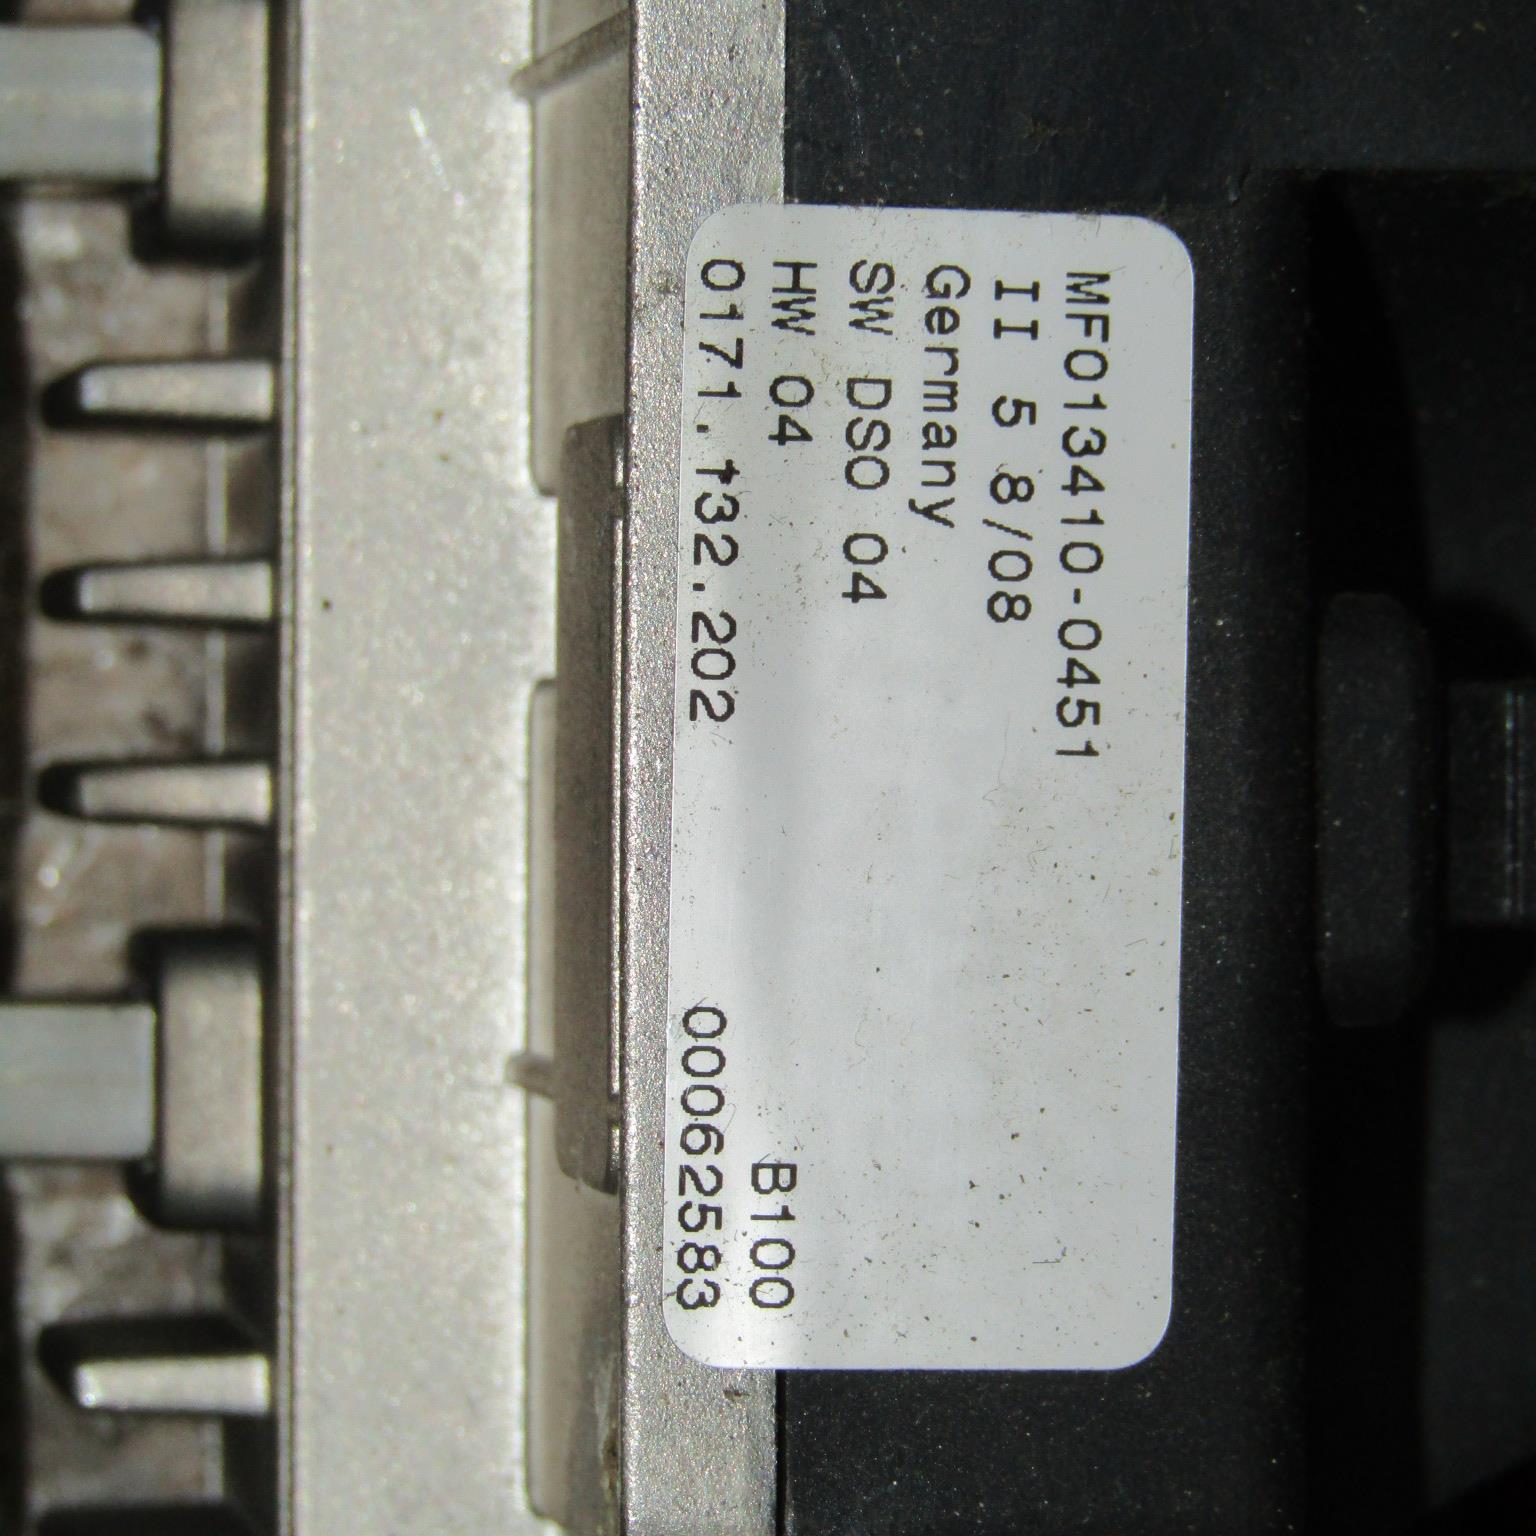 MF013410-0451
II 5 8/08
Germany
SW DSO 04
HW 04 B100
0171.132.202 00062583